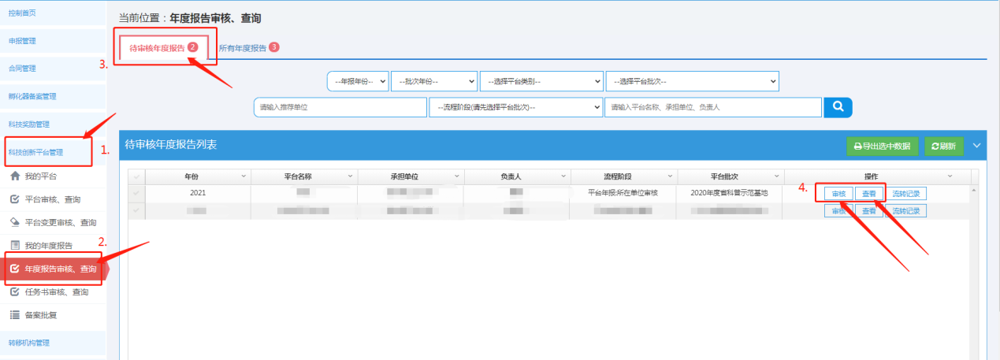 控制首页
申报管理
合同管理
孵化器备案管理
科技奖励管理
科技创新平台管理
1.
我的平台
平台审核、查询
平台变更审核、查询
我的年度报告
2.
年度报告审核、查询
任务书审核、查询
备案批复
转移机构管理
当前位置：年度报告审核、查询
3.
待审核年度报告 2
所有年度报告 3
--年报年份-- --批次年份-- --选择平台类别-- --选择平台批次--
请输入推荐单位 --流程阶段(请先选择平台批次)-- 请输入平台名称、承担单位、负责人
待审核年度报告列表 导出选中数据 刷新
年份 平台名称 承担单位 负责人 流程阶段 平台批次 操作
4.
2021 平台年报:所在单位审核 2020年度省科普示范基地 审核 查看 流转记录
审核 查看 流转记录